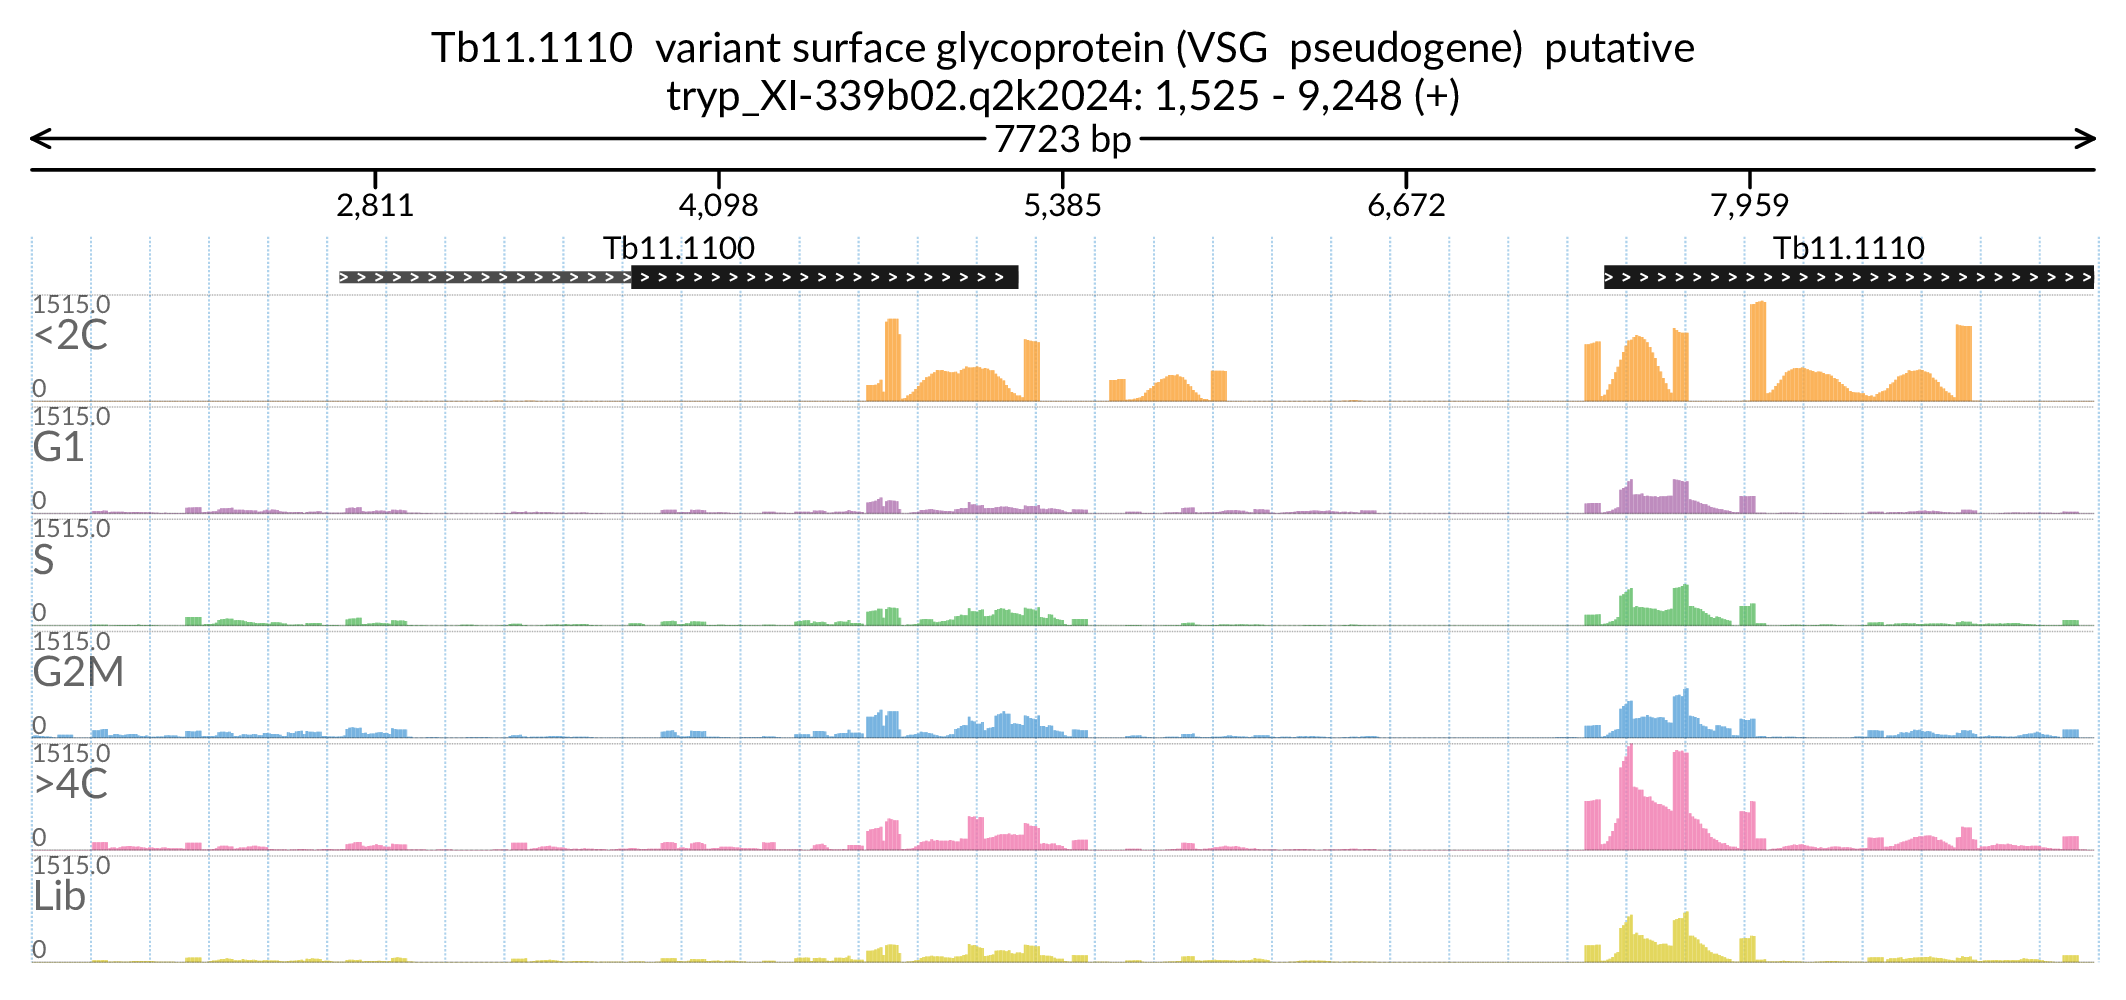 Tb11.1110  variant surface glycoprotein (VSG  pseudogene)  putative
tryp_XI-339b02.q2k2024: 1,525 - 9,248 (+)
7723 bp
2,811 4,098 5,385 6,672 7,959
Tb11.1100 Tb11.1110
1515.0
<2C
0
1515.0
G1
0
1515.0
S
0
1515.0
G2M
0
1515.0
>4C
0
1515.0
Lib
0